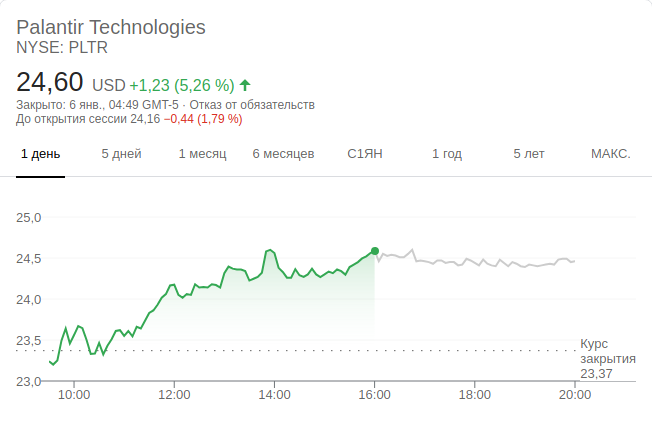 Palantir Technologies
NYSE: PLTR
24,60 USD +1,23 (5,26 %)
Закрыто: 6 янв., 04:49 GMT-5 · Отказ от обязательств
До открытия сессии 24,16 −0,44 (1,79 %)
1 день 5 дней 1 месяц 6 месяцев С1ЯН 1 год 5 лет МАКС.
25,0
24,5
24,0
23,5
23,0
Курс
закрытия
23,37
10:00 12:00 14:00 16:00 18:00 20:00